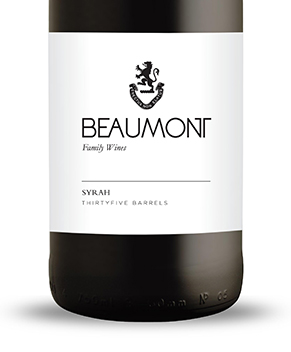 BEAUMONT
Family Wines
SYRAH
THIRTYFIVE BARRELS